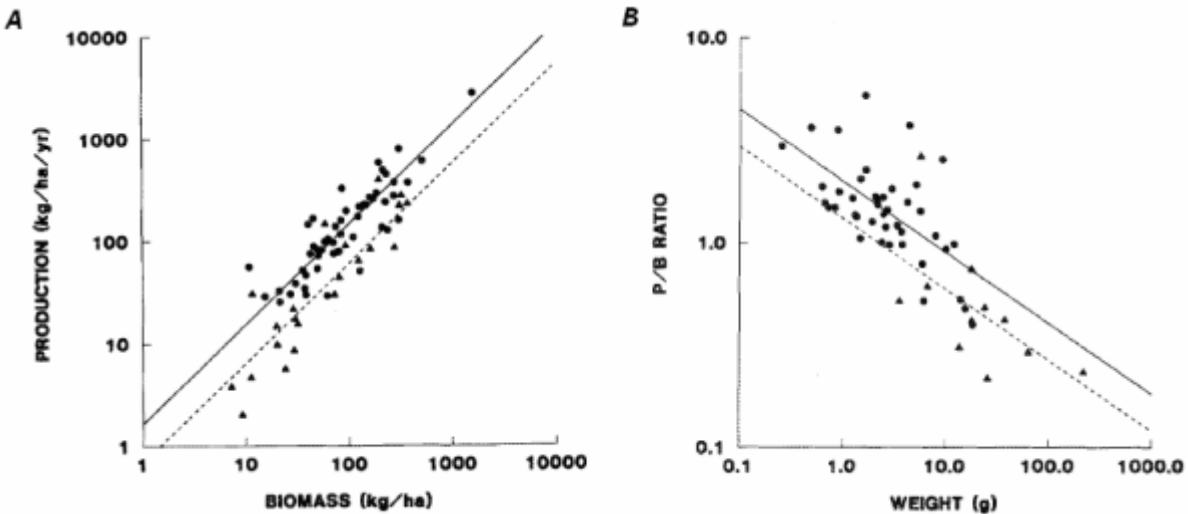 A
10000
1000
100
10
1
PRODUCTION (kg/ha/yr)
1 10 100 1000 10000
BIOMASS (kg/ha)
B
10.0
1.0
0.1
P/B RATIO
0.1 1.0 10.0 100.0 1000.0
WEIGHT (g)